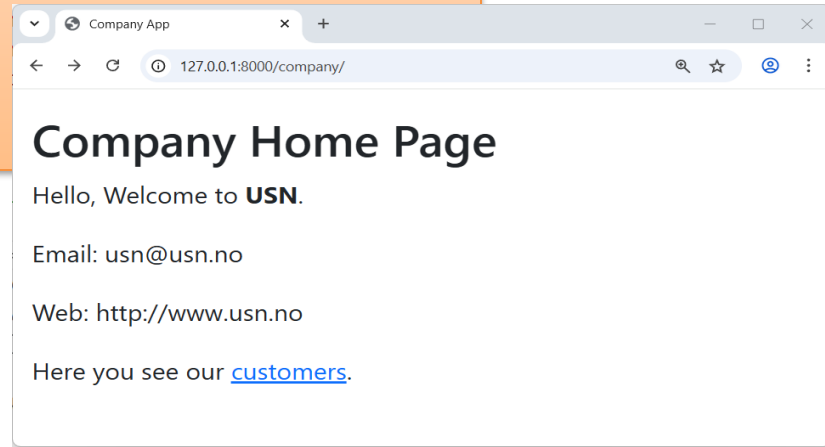 Company App
127.0.0.1:8000/company/
Company Home Page
Hello, Welcome to USN.
Email: usn@usn.no
Web: http://www.usn.no
Here you see our customers.